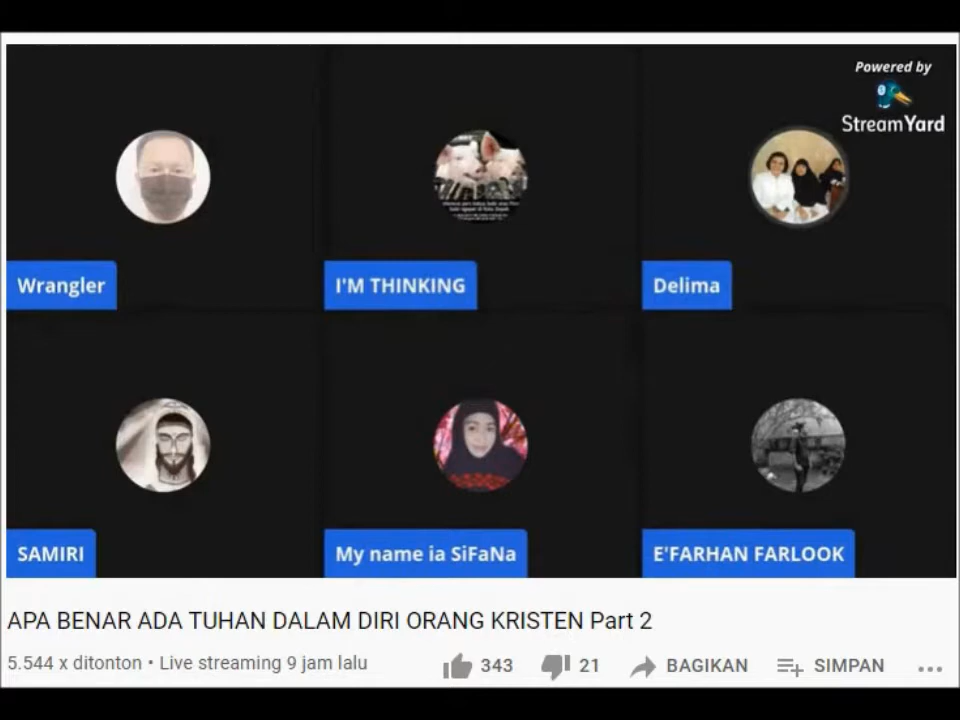 Powered by
StreamYard
Wrangler
I'M THINKING
Delima
SAMIRI
My name ia SiFaNa
E'FARHAN FARLOOK
APA BENAR ADA TUHAN DALAM DIRI ORANG KRISTEN Part 2
5.544 x ditonton • Live streaming 9 jam lalu
343
21
BAGIKAN
SIMPAN